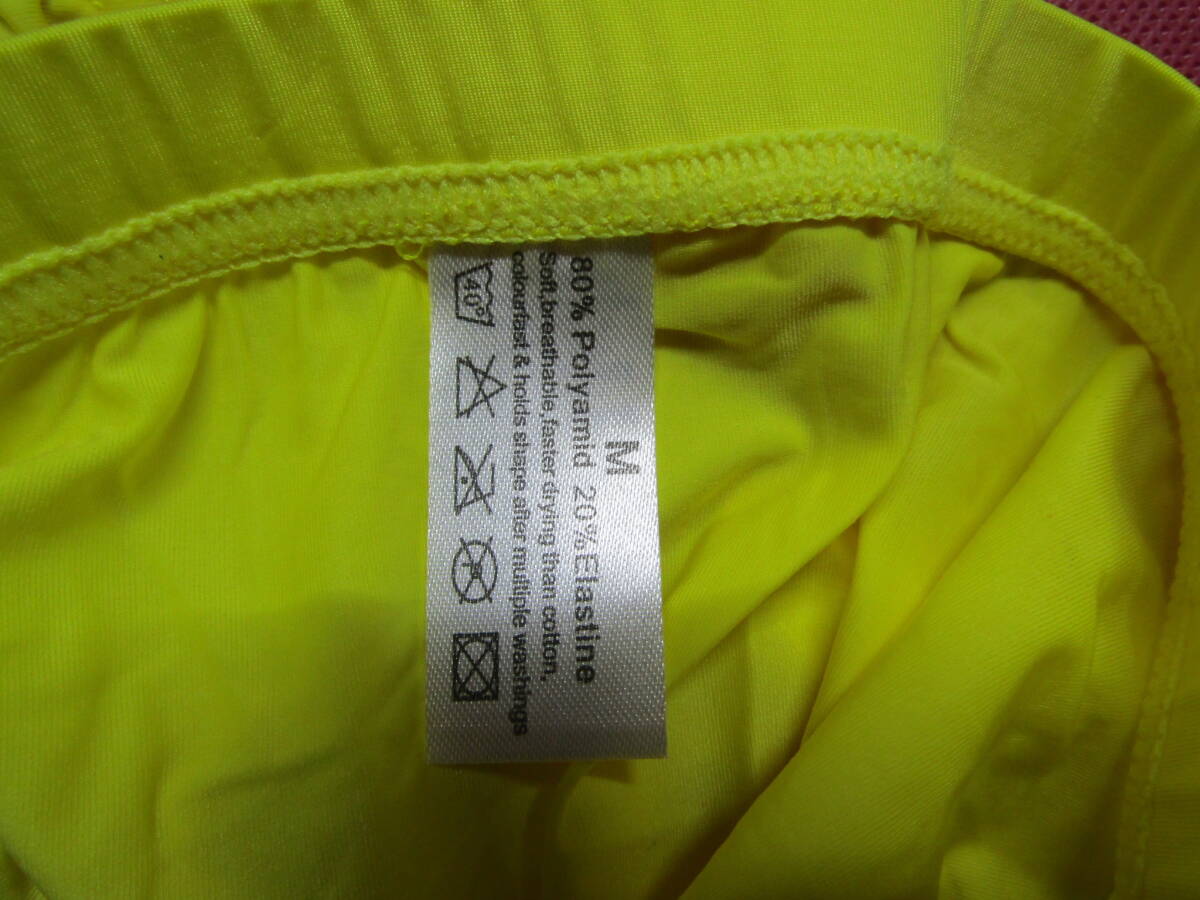 M
80% Polyamid 20%Elastine
Soft,breathable,faster drying than cotton,
colourfast & holds shape after multiple washings
40°
P